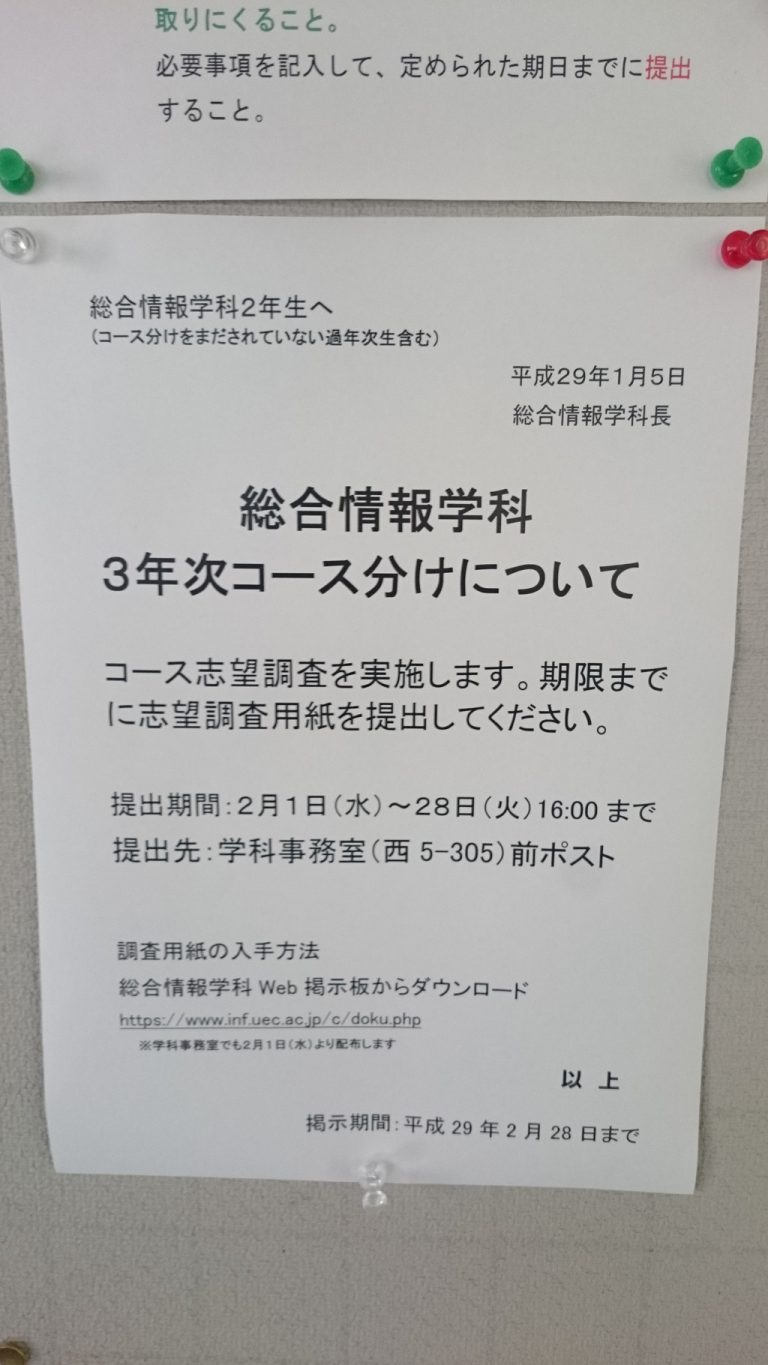 取りにくること。
必要事項を記入して、定められた期日までに提出
すること。
総合情報学科２年生へ
（コース分けをまだされていない過年次生含む）
平成２９年１月５日
総合情報学科長
総合情報学科
３年次コース分けについて
コース志望調査を実施します。期限まで
に志望調査用紙を提出してください。
提出期間：２月１日（水）～２８日（火）16:00 まで
提出先：学科事務室（西 5-305）前ポスト
調査用紙の入手方法
総合情報学科 Web 掲示板からダウンロード
https://www.inf.uec.ac.jp/c/doku.php
※学科事務室でも２月１日（水）より配布します
以 上
掲示期間：平成 29 年 2 月 28 日まで